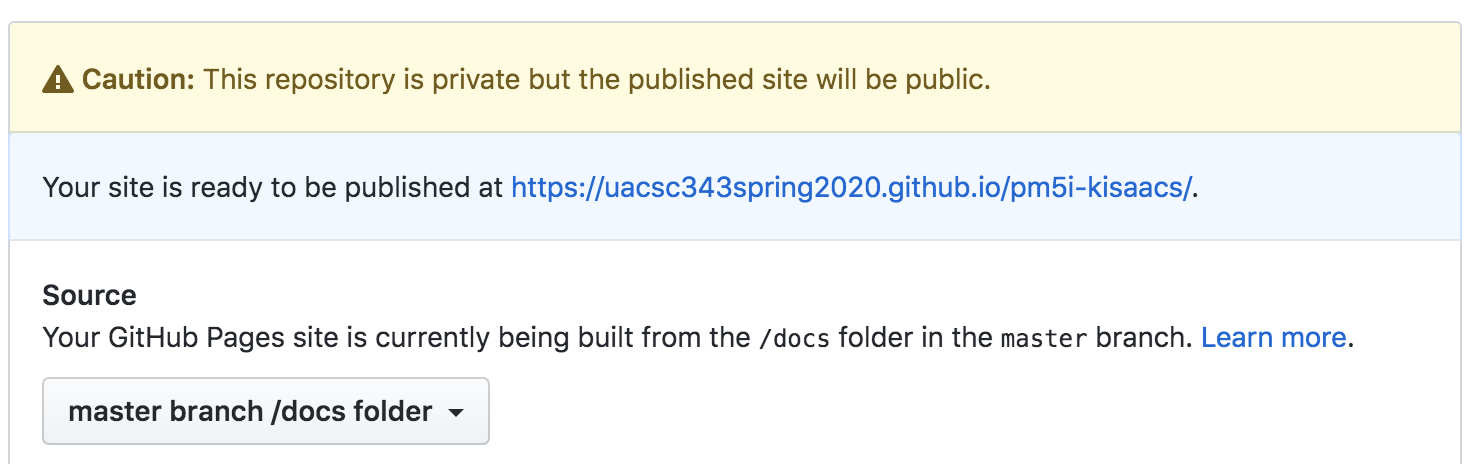 Caution: This repository is private but the published site will be public.
Your site is ready to be published at https://uacsc343spring2020.github.io/pm5i-kisaacs/.
Source
Your GitHub Pages site is currently being built from the /docs folder in the master branch. Learn more.
master branch /docs folder